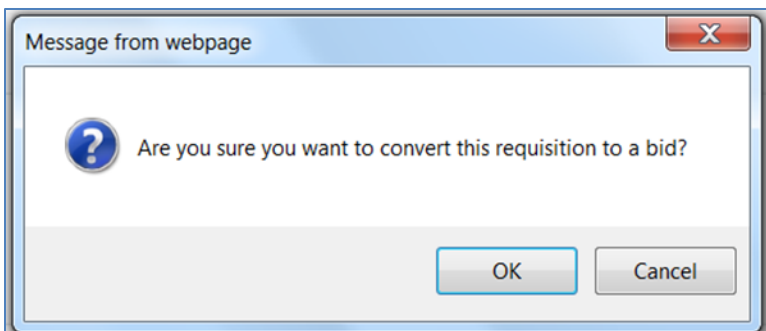 Message from webpage
Are you sure you want to convert this requisition to a bid?
OK Cancel